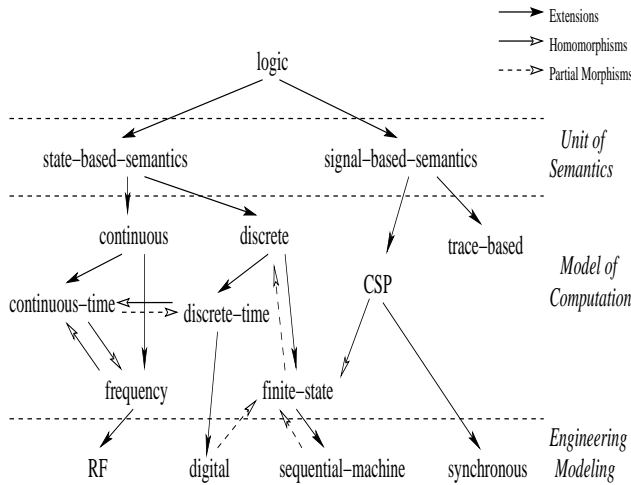 Extensions
Homomorphisms
Partial Morphisms
logic
Unit of
Semantics
state-based-semantics
signal-based-semantics
continuous
discrete
trace-based
Model of
Computation
CSP
continuous-time
discrete-time
frequency
finite-state
Engineering
Modeling
RF
digital
sequential-machine
synchronous